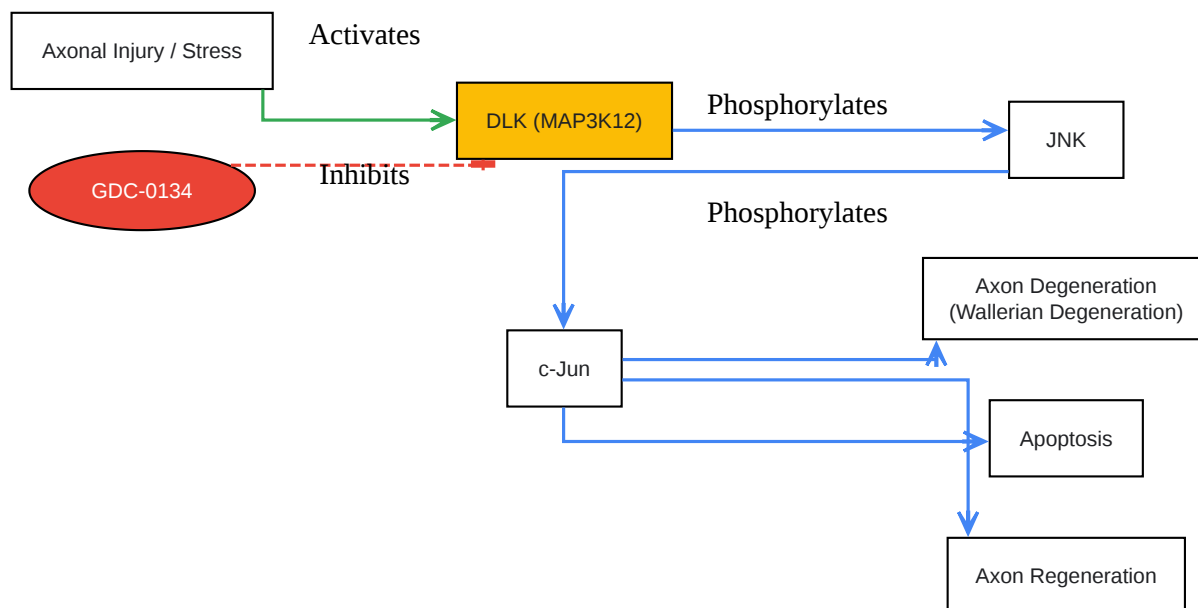 Axonal Injury / Stress
Activates
DLK (MAP3K12)
Phosphorylates
JNK
GDC-0134
Inhibits
Phosphorylates
Axon Degeneration
(Wallerian Degeneration)
c-Jun
Apoptosis
Axon Regeneration